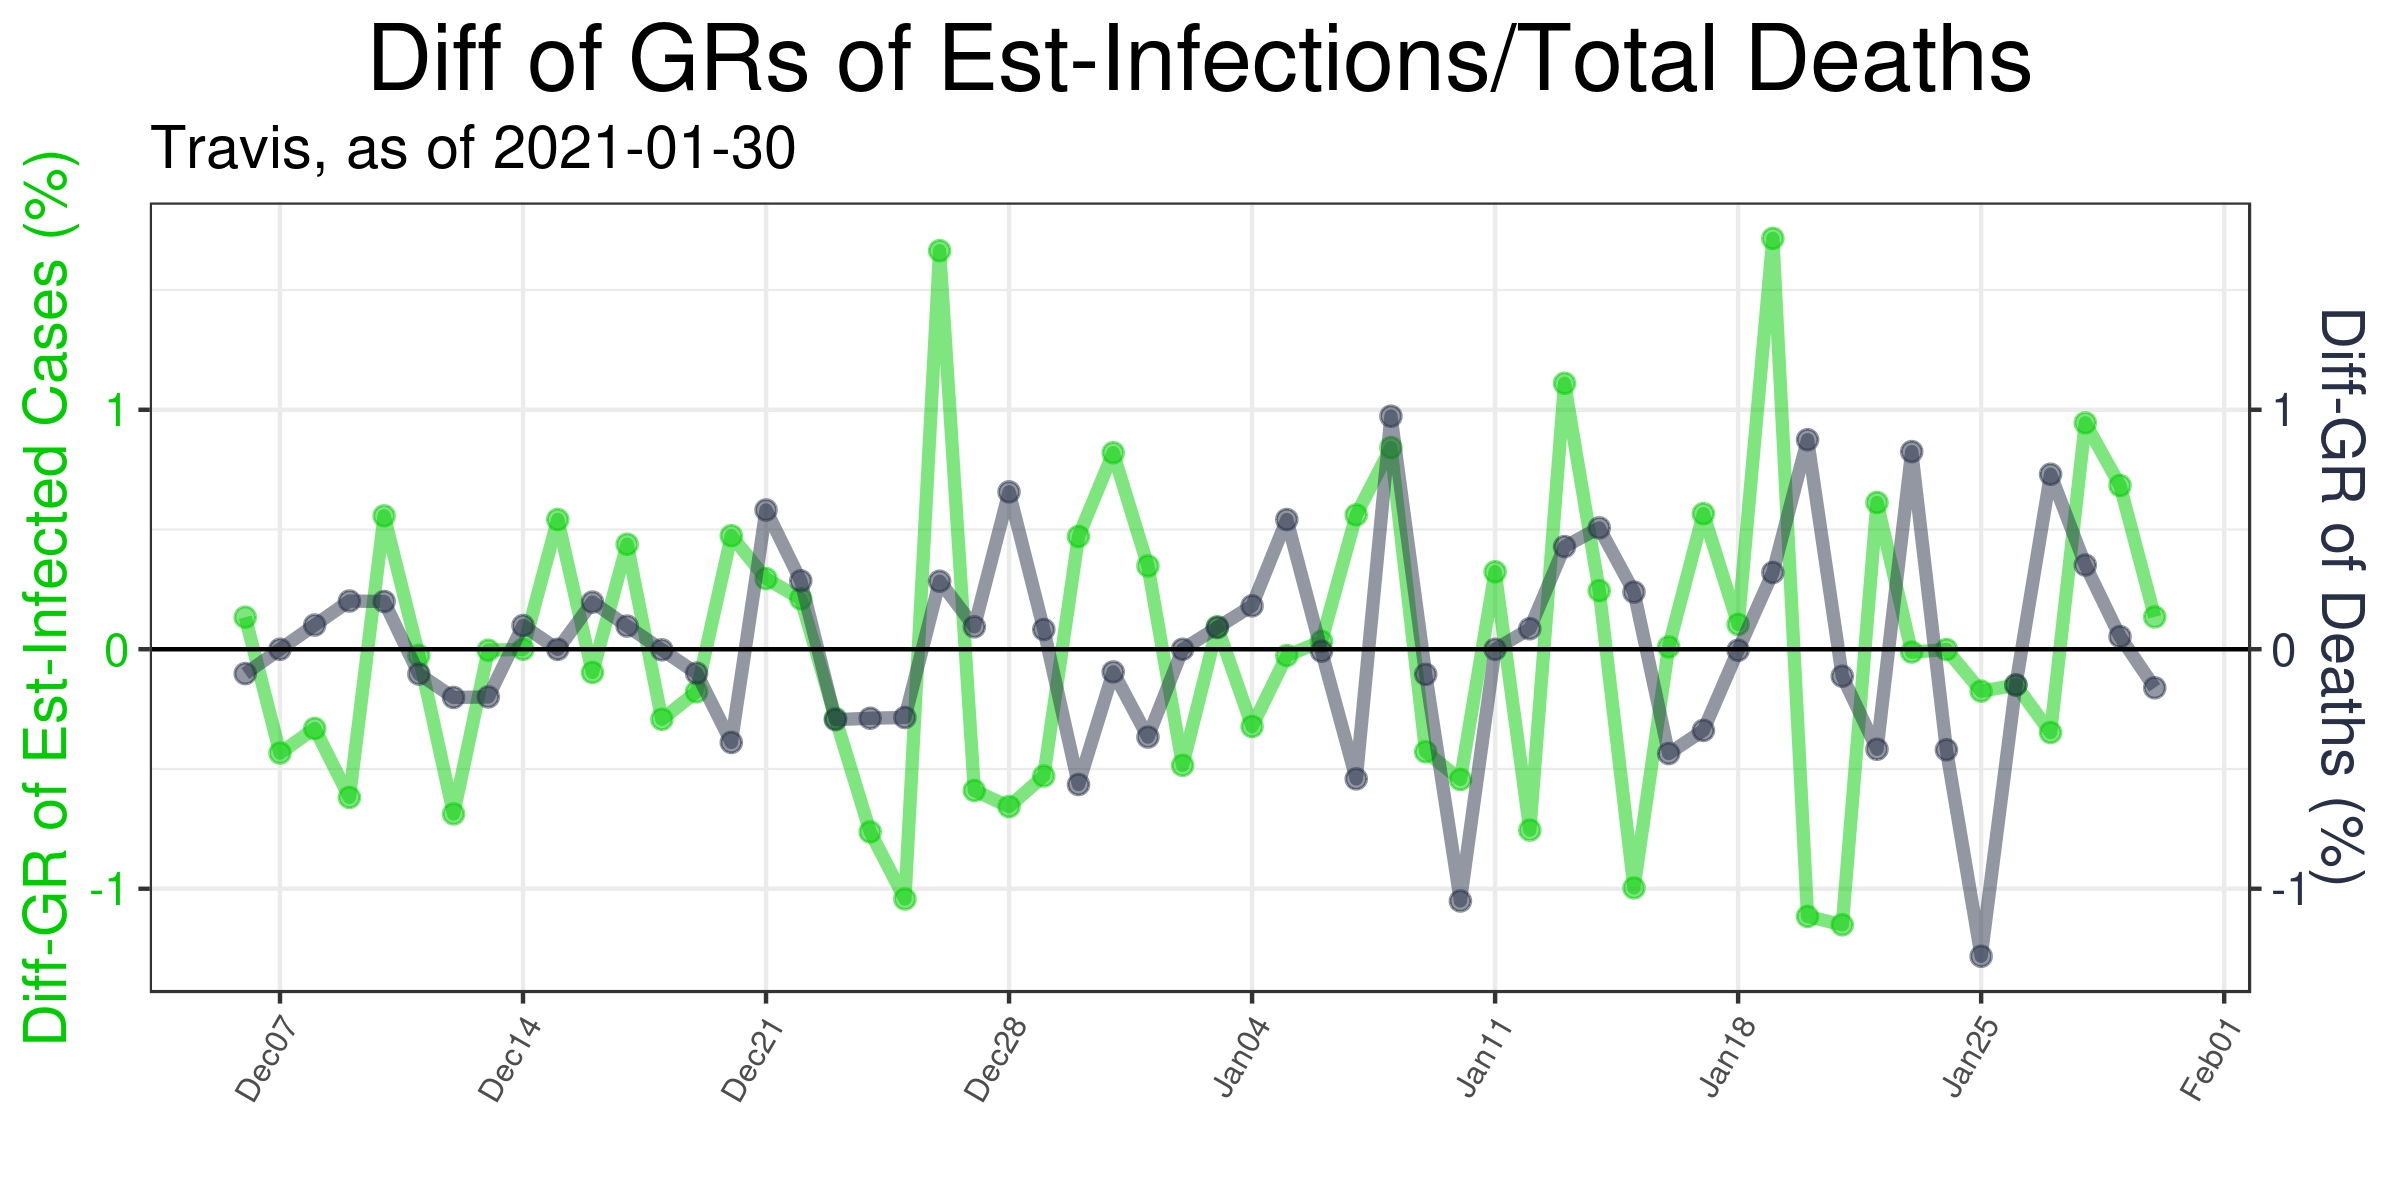 Diff of GRs of Est-Infections/Total Deaths
Travis, as of 2021-01-30
Diff-GR of Est-Infected Cases (%)
1
0
-1
1
0
-1
Diff-GR of Deaths (%)
Dec07
Dec14
Dec21
Dec28
Jan04
Jan11
Jan18
Jan25
Feb01